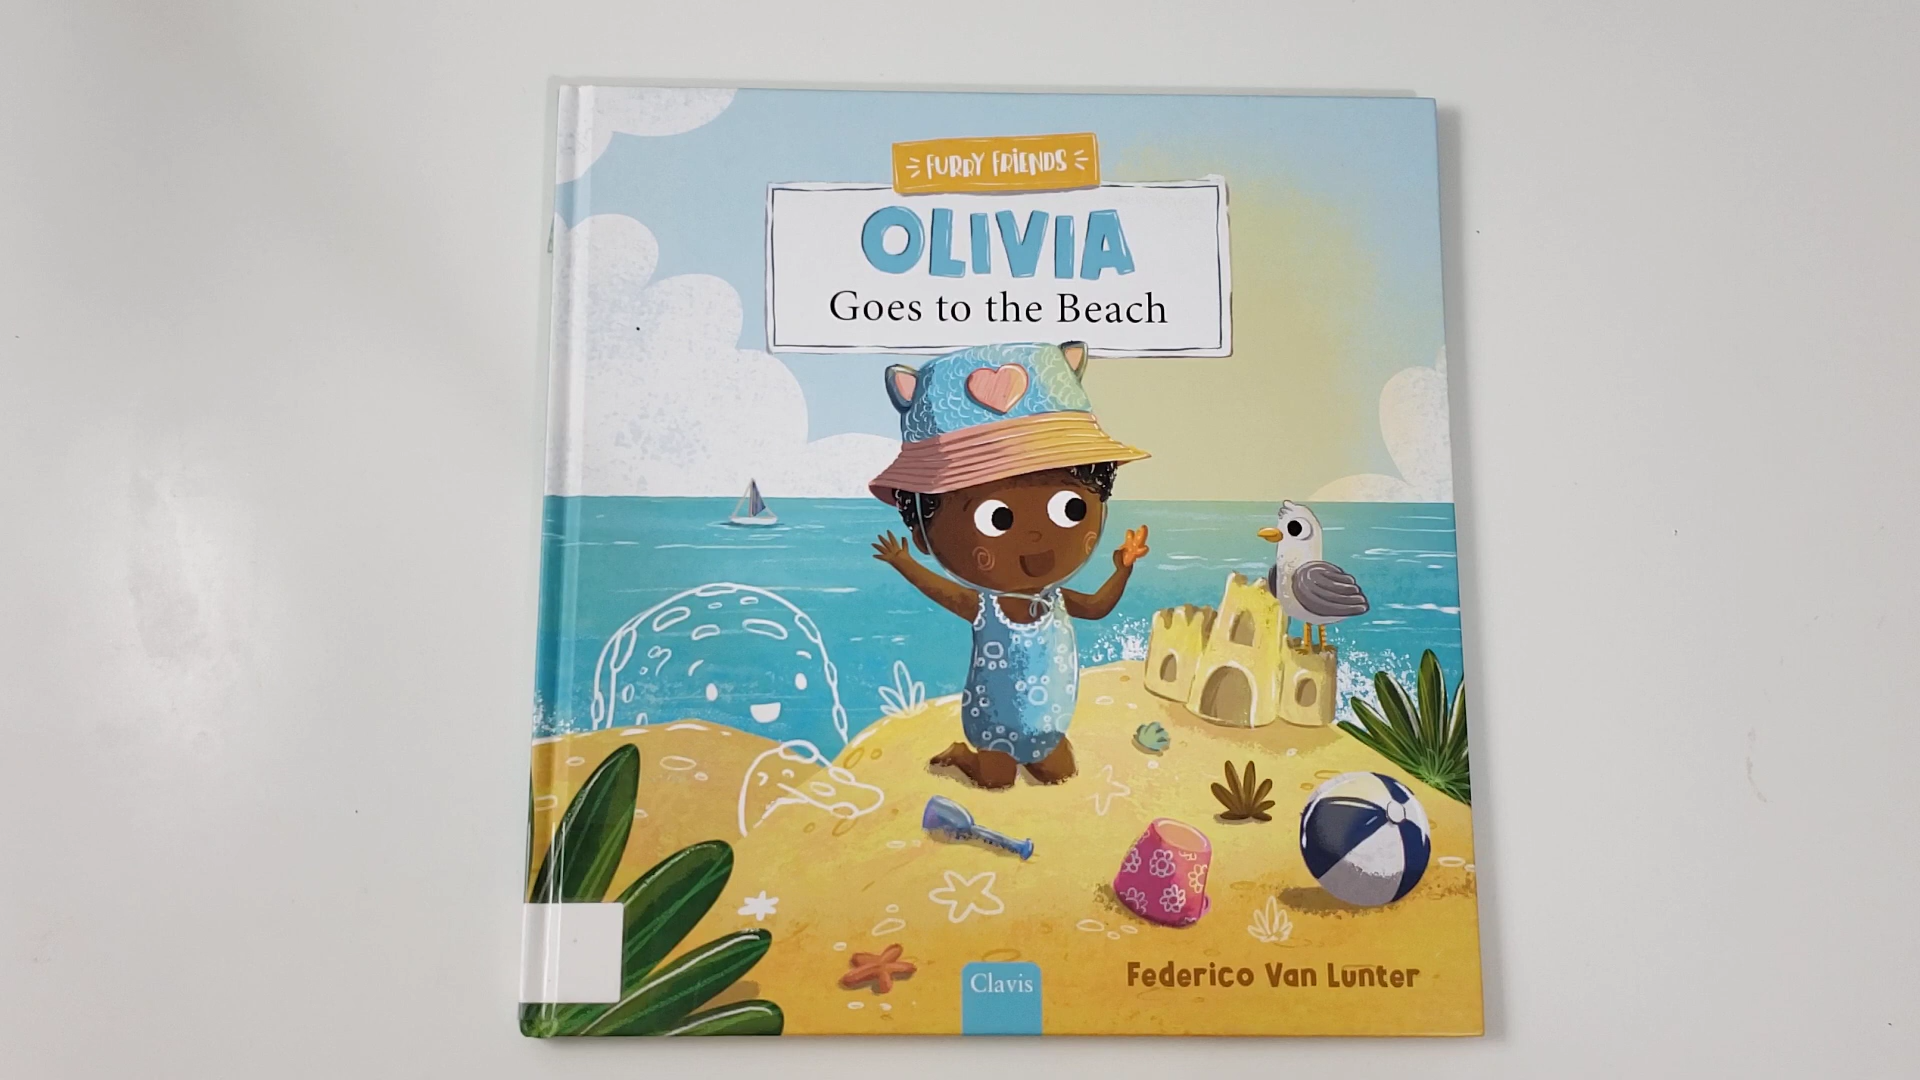 FURRY FRIENDS
OLIVIA
Goes to the Beach
Clavis
Federico Van Lunter